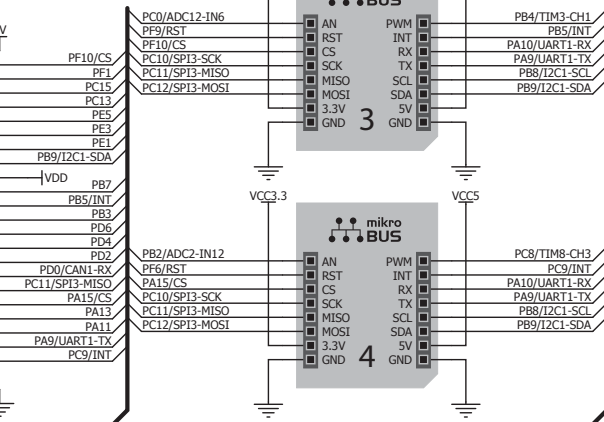 V
PF10/CS
PF1
PC15
PC13
PE5
PE3
PE1
PB9/I2C1-SDA
VDD
PB7
PB5/INT
PB3
PD6
PD4
PD2
PD0/CAN1-RX
PC11/SPI3-MISO
PA15/CS
PA13
PA11
PA9/UART1-TX
PC9/INT
PC0/ADC12-IN6
PF9/RST
PF10/CS
PC10/SPI3-SCK
PC11/SPI3-MISO
PC12/SPI3-MOSI
BUS
AN
RST
CS
SCK
MISO
MOSI
3.3V
GND
3
PWM
INT
RX
TX
SCL
SDA
5V
GND
PB4/TIM3-CH1
PB5/INT
PA10/UART1-RX
PA9/UART1-TX
PB8/I2C1-SCL
PB9/I2C1-SDA
VCC3.3
VCC5
mikro
BUS
PB2/ADC2-IN12
PF6/RST
PA15/CS
PC10/SPI3-SCK
PC11/SPI3-MISO
PC12/SPI3-MOSI
AN
RST
CS
SCK
MISO
MOSI
3.3V
GND
4
PWM
INT
RX
TX
SCL
SDA
5V
GND
PC8/TIM8-CH3
PC9/INT
PA10/UART1-RX
PA9/UART1-TX
PB8/I2C1-SCL
PB9/I2C1-SDA